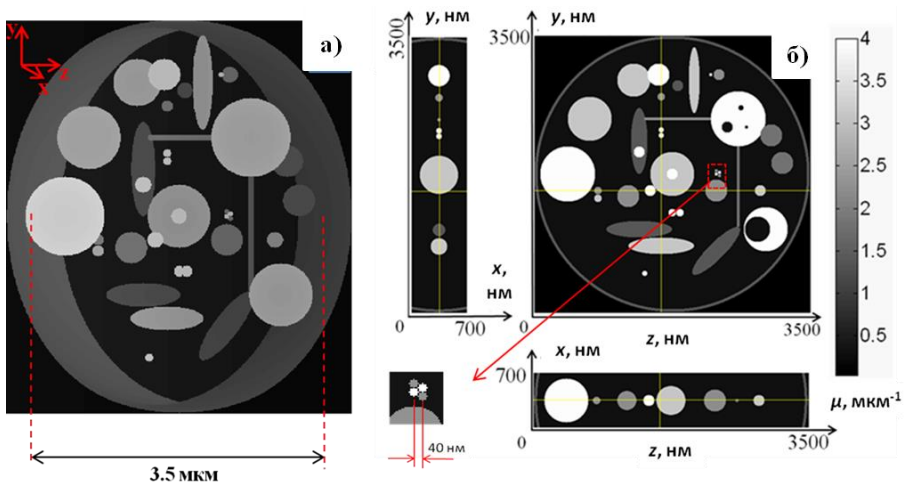 а)
y
z
x
3.5 мкм
y, нм
3500
x,
нм
0
700
y, нм
3500
б)
0
z, нм
3500
4
3.5
3
2.5
2
1.5
1
0.5
μ, мкм-1
x, нм
700
0
z, нм
3500
40 нм